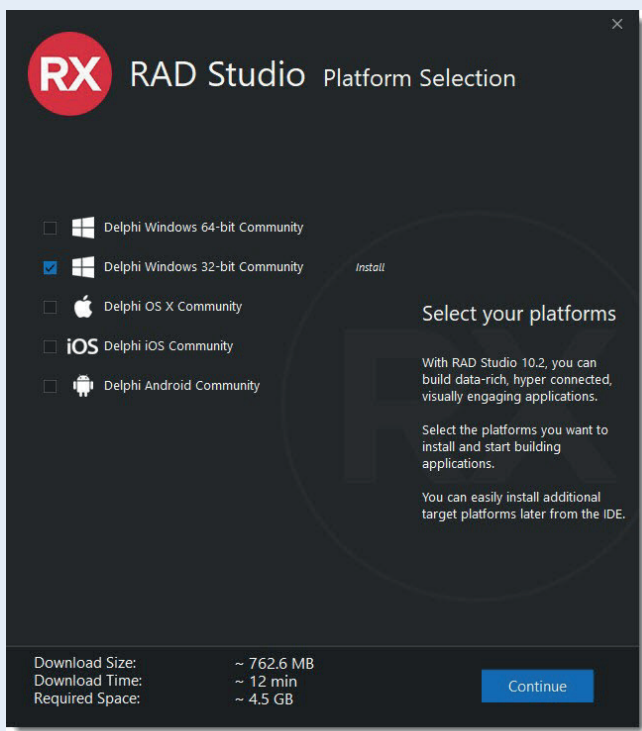 RX RAD Studio Platform Selection
Delphi Windows 64-bit Community
Delphi Windows 32-bit Community Install
Delphi OS X Community
iOS Delphi iOS Community
Delphi Android Community
Select your platforms
With RAD Studio 10.2, you can
build data-rich, hyper connected,
visually engaging applications.
Select the platforms you want to
install and start building
applications.
You can easily install additional
target platforms later from the IDE.
RX
Download Size: ~ 762.6 MB
Download Time: ~ 12 min
Required Space: ~ 4.5 GB
Continue